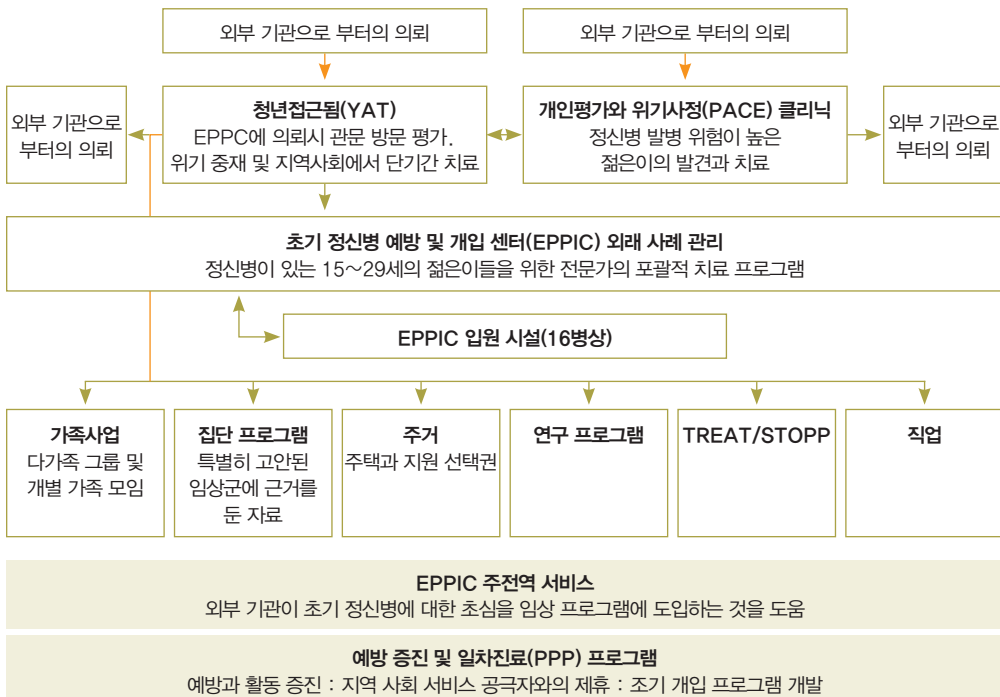 외부 기관으로 부터의 의뢰
외부 기관으로 부터의 의뢰
외부 기관으로
부터의 의뢰
청년접근됨(YAT)
EPPC에 의뢰시 관문 방문 평가.
위기 중재 및 지역사회에서 단기간 치료
개인평가와 위기사정(PACE) 클리닉
정신병 발병 위험이 높은
젊은이의 발견과 치료
외부 기관으로
부터의 의뢰
초기 정신병 예방 및 개입 센터(EPPIC) 외래 사례 관리
정신병이 있는 15～29세의 젊은이들을 위한 전문가의 포괄적 치료 프로그램
EPPIC 입원 시설(16병상)
가족사업
다가족 그룹 및
개별 가족 모임
집단 프로그램
특별히 고안된
임상군에 근거를
둔 자료
주거
주택과 지원 선택권
연구 프로그램
TREAT/STOPP
직업
EPPIC 주전역 서비스
외부 기관이 초기 정신병에 대한 초심을 임상 프로그램에 도입하는 것을 도움
예방 증진 및 일차진료(PPP) 프로그램
예방과 활동 증진 : 지역 사회 서비스 공극자와의 제휴 : 조기 개입 프로그램 개발